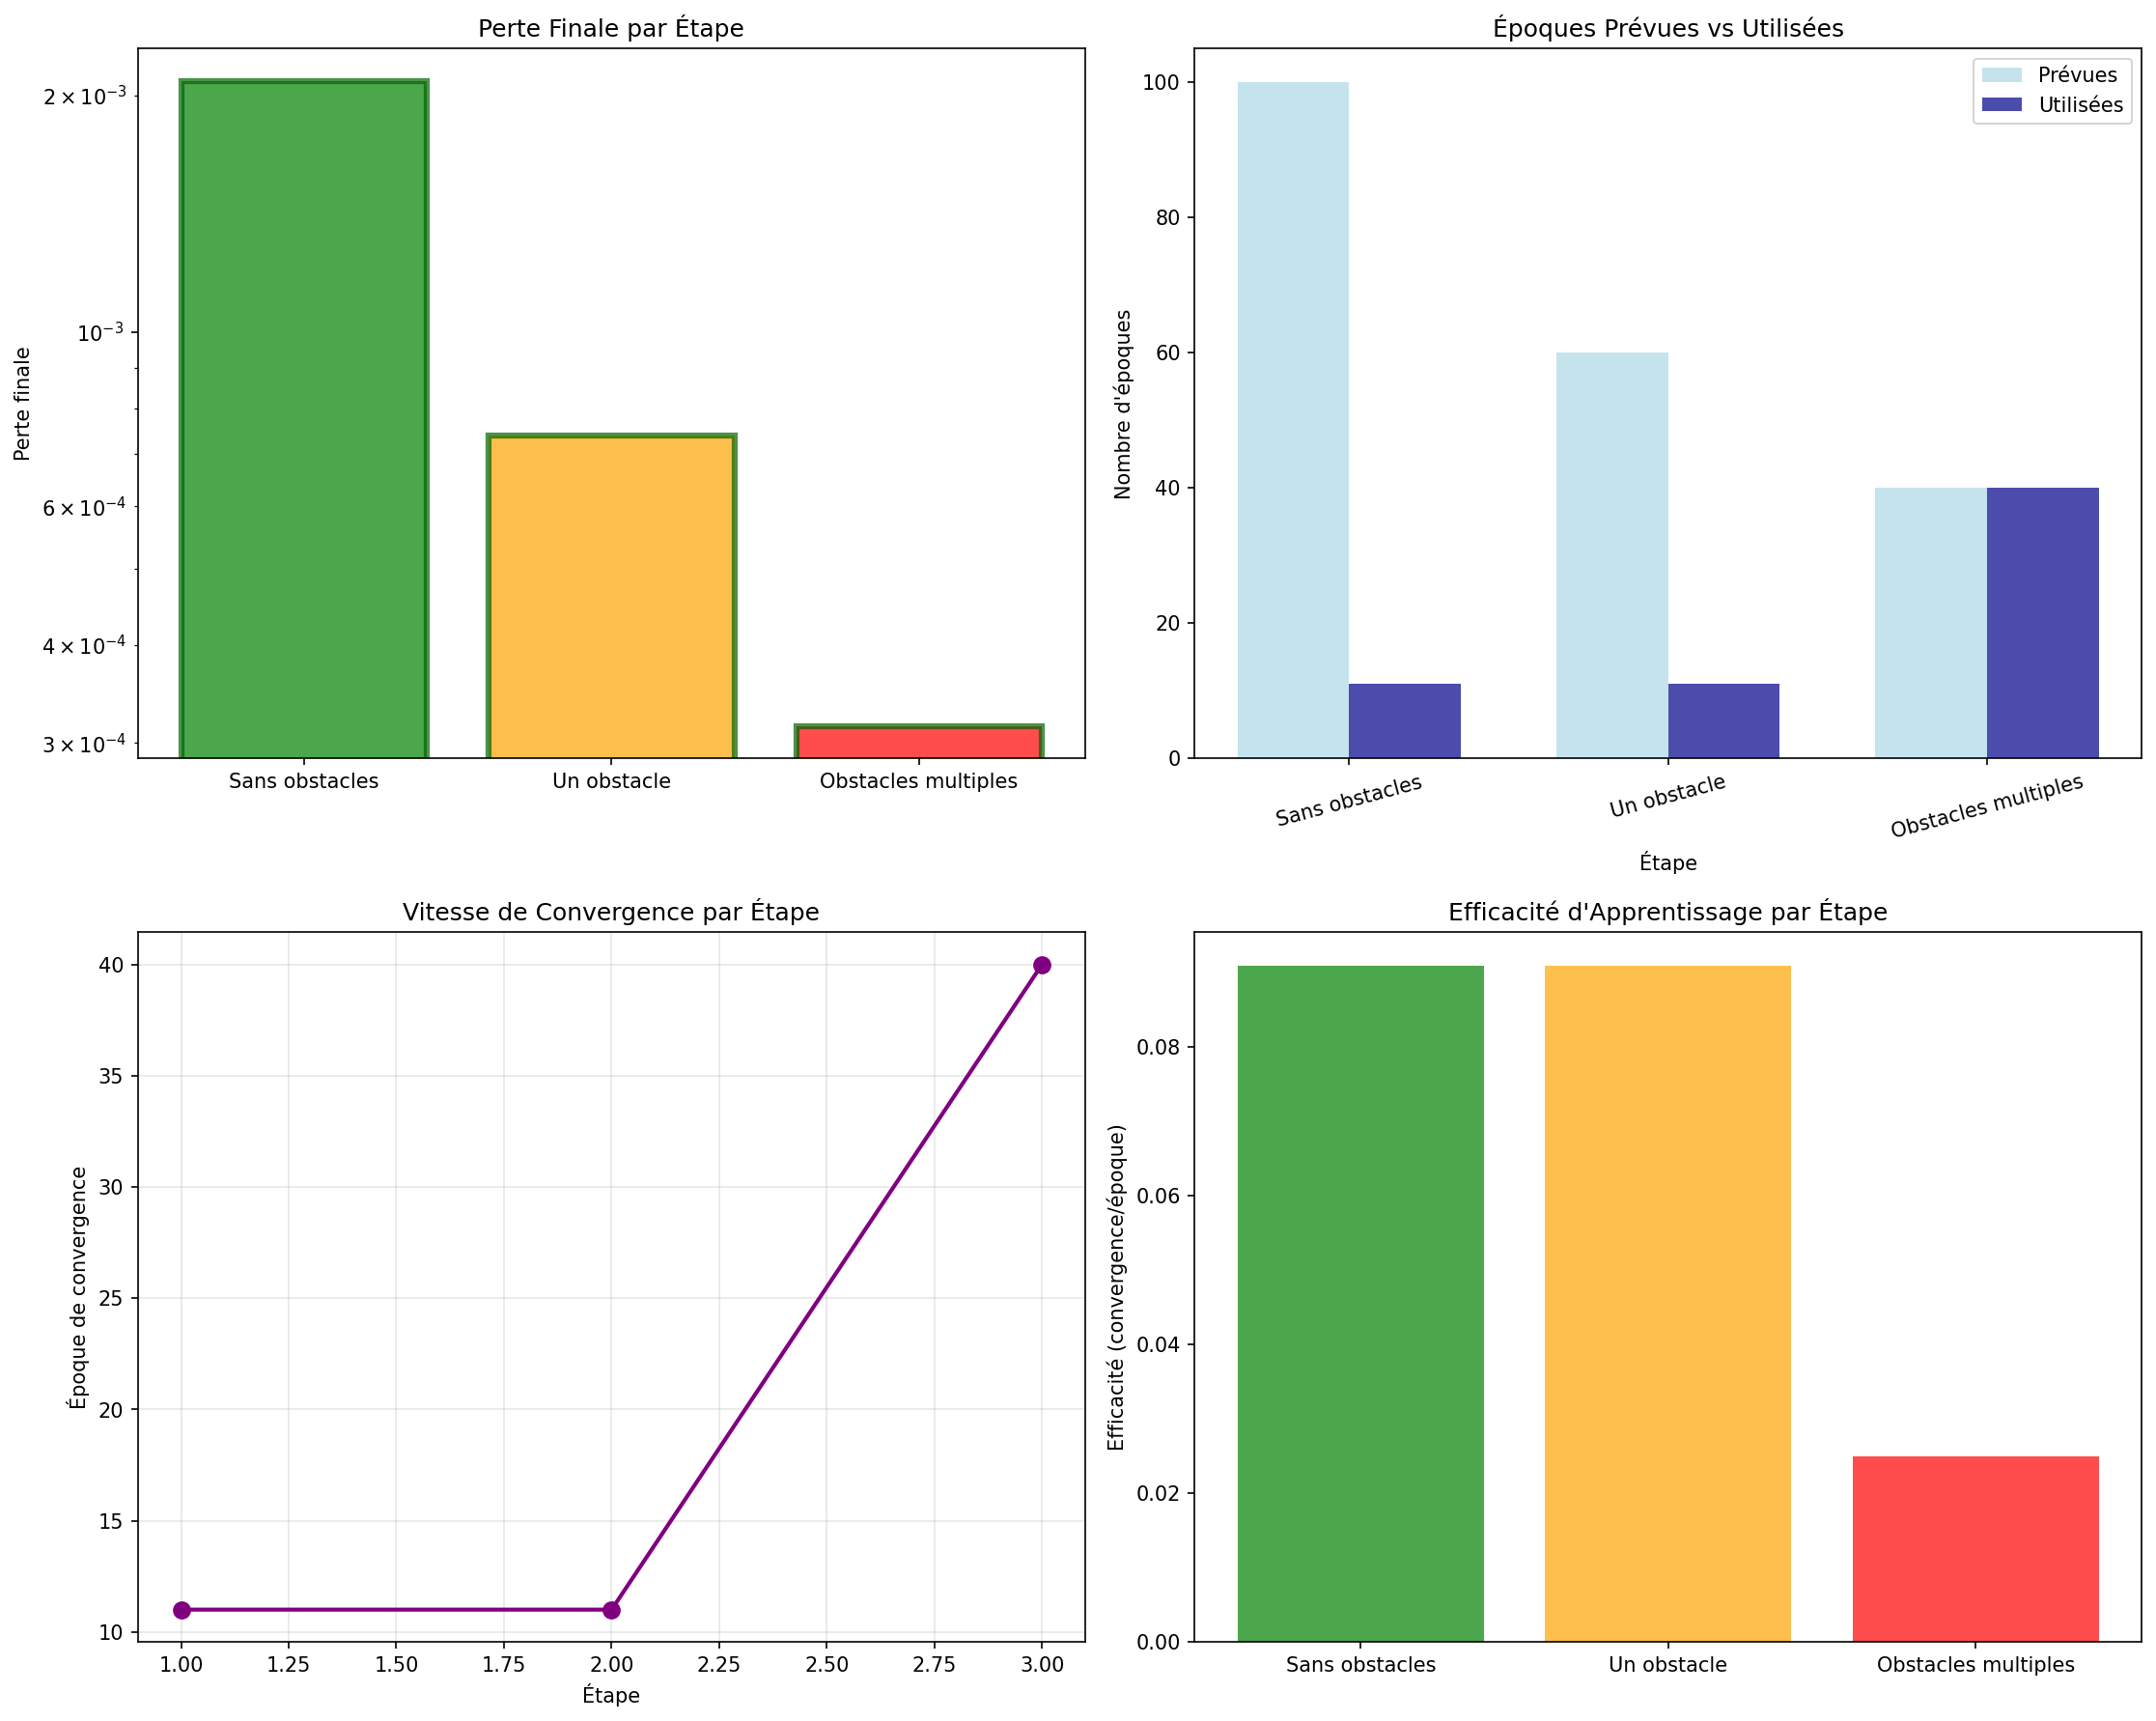 Perte Finale par Étape
2 × 10⁻³
10⁻³
6 × 10⁻⁴
4 × 10⁻⁴
3 × 10⁻⁴
Perte finale
Sans obstacles
Un obstacle
Obstacles multiples
Époques Prévues vs Utilisées
Prévues
Utilisées
100
80
60
40
20
0
Nombre d'époques
Sans obstacles
Un obstacle
Obstacles multiples
Étape
Vitesse de Convergence par Étape
40
35
30
25
20
15
10
Époque de convergence
1.00
1.25
1.50
1.75
2.00
2.25
2.50
2.75
3.00
Étape
Efficacité d'Apprentissage par Étape
0.08
0.06
0.04
0.02
0.00
Efficacité (convergence/époque)
Sans obstacles
Un obstacle
Obstacles multiples